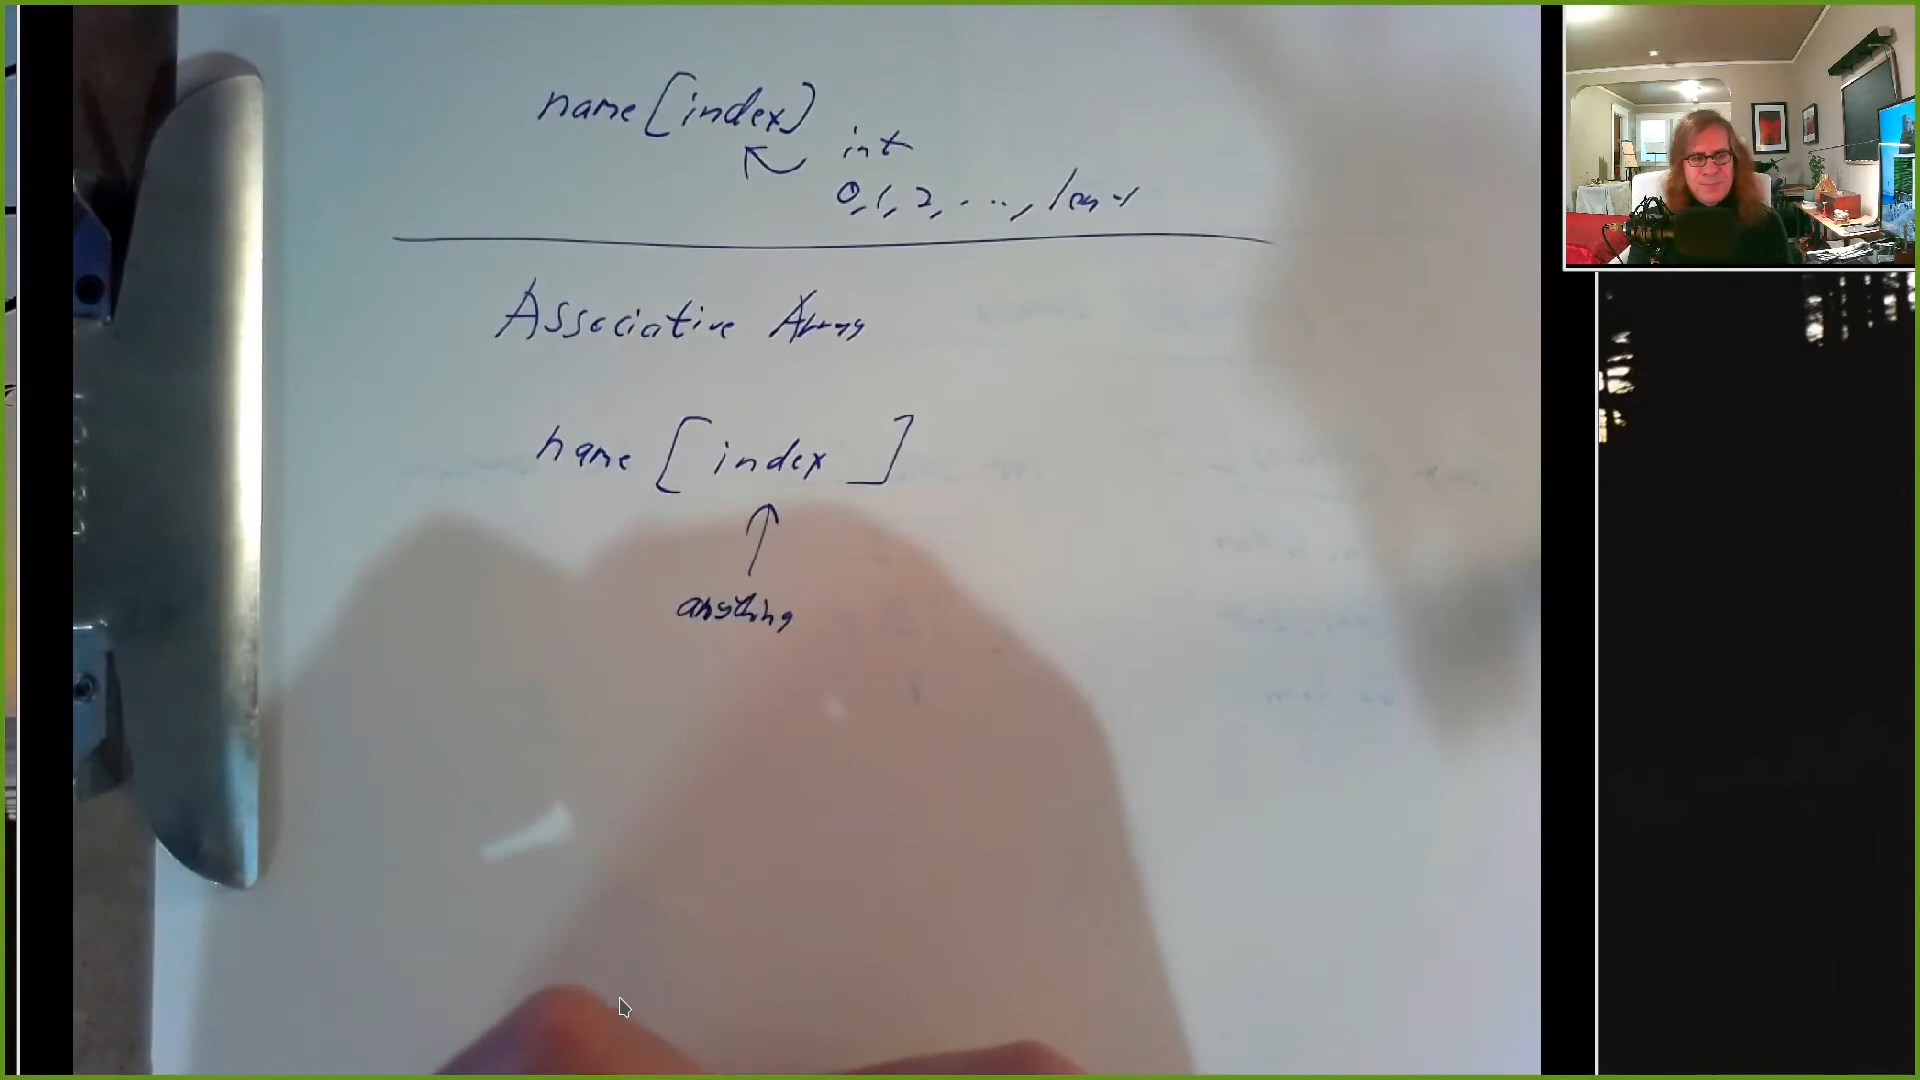 name[index]
int
0, 1, 2, ..., len-1
Associative Array
name [index ]
anything